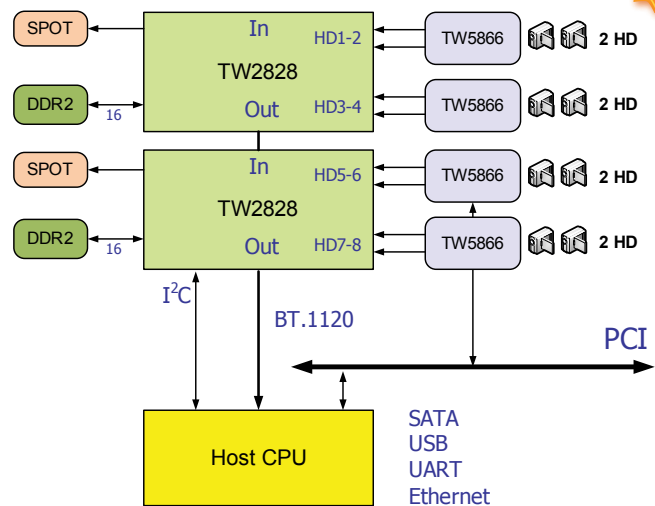 SPOT
In
HD1-2
TW5866
2 HD
TW2828
DDR2
16
Out
HD3-4
TW5866
2 HD
SPOT
In
HD5-6
TW5866
2 HD
TW2828
DDR2
16
Out
HD7-8
TW5866
2 HD
I²C
BT.1120
PCI
Host CPU
SATA
USB
UART
Ethernet